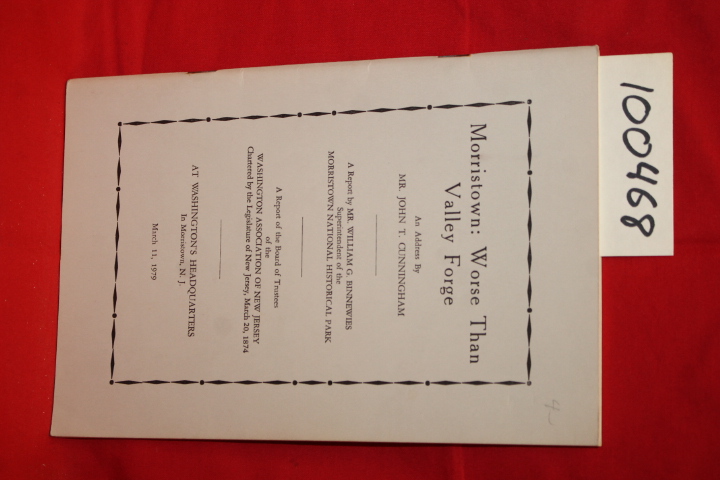 Morristown: Worse Than
Valley Forge
An Address By
MR. JOHN T. CUNNINGHAM
A Report by MR. WILLIAM G. BINNEWIES
Superintendent of the
MORRISTOWN NATIONAL HISTORICAL PARK
A Report of the Board of Trustees
of the
WASHINGTON ASSOCIATION OF NEW JERSEY
Chartered by the Legislature of New Jersey, March 20, 1874
AT WASHINGTON'S HEADQUARTERS
In Morristown, N. J.
March 11, 1979
4-
100468